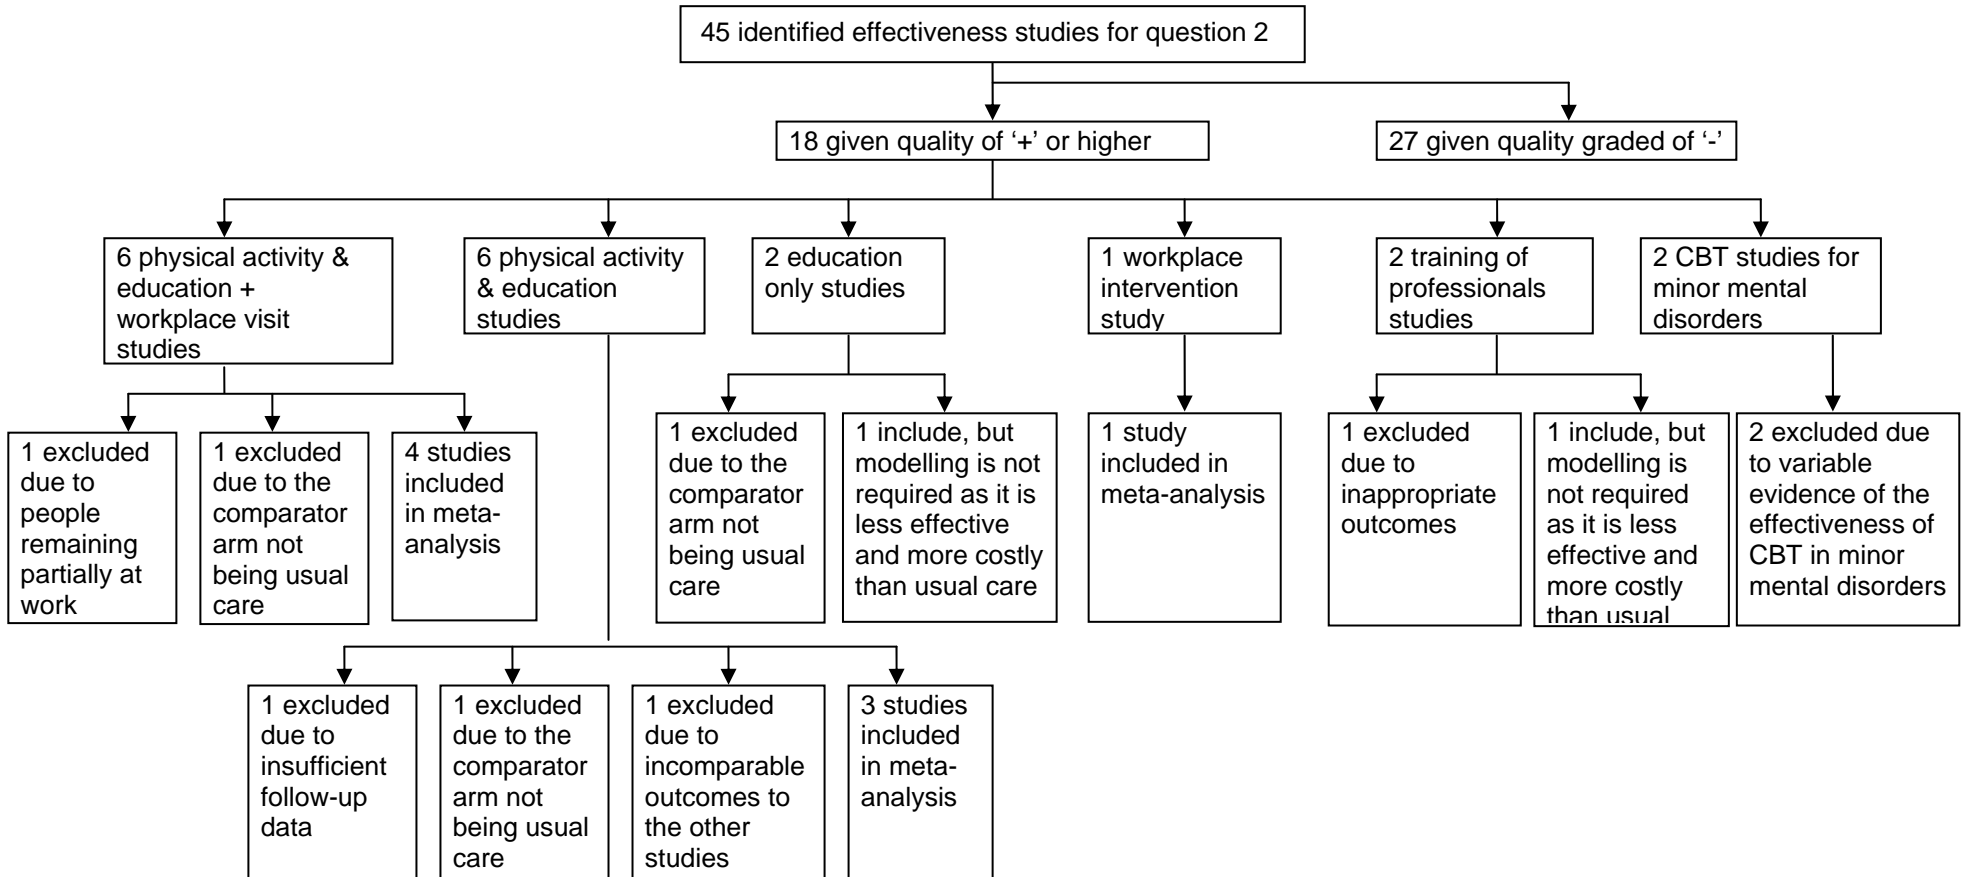 45 identified effectiveness studies for question 2
18 given quality of ‘+’ or higher
27 given quality graded of ‘-’
6 physical activity &
education +
workplace visit
studies
6 physical activity
& education
studies
2 education
only studies
1 workplace
intervention
study
2 training of
professionals
studies
2 CBT studies for
minor mental
disorders
1 excluded
due to
people
remaining
partially at
work
1 excluded
due to the
comparator
arm not
being usual
care
4 studies
included
in meta-
analysis
1 excluded
due to the
comparator
arm not
being usual
care
1 include, but
modelling is not
required as it is
less effective
and more costly
than usual care
1 study
included in
meta-analysis
1 excluded
due to
inappropriate
outcomes
1 include, but
modelling is
not required
as it is less
effective and
more costly
than usual
2 excluded due
to variable
evidence of the
effectiveness of
CBT in minor
mental disorders
1 excluded
due to
insufficient
follow-up
data
1 excluded
due to the
comparator
arm not
being usual
care
1 excluded
due to
incomparable
outcomes to
the other
studies
3 studies
included
in meta-
analysis